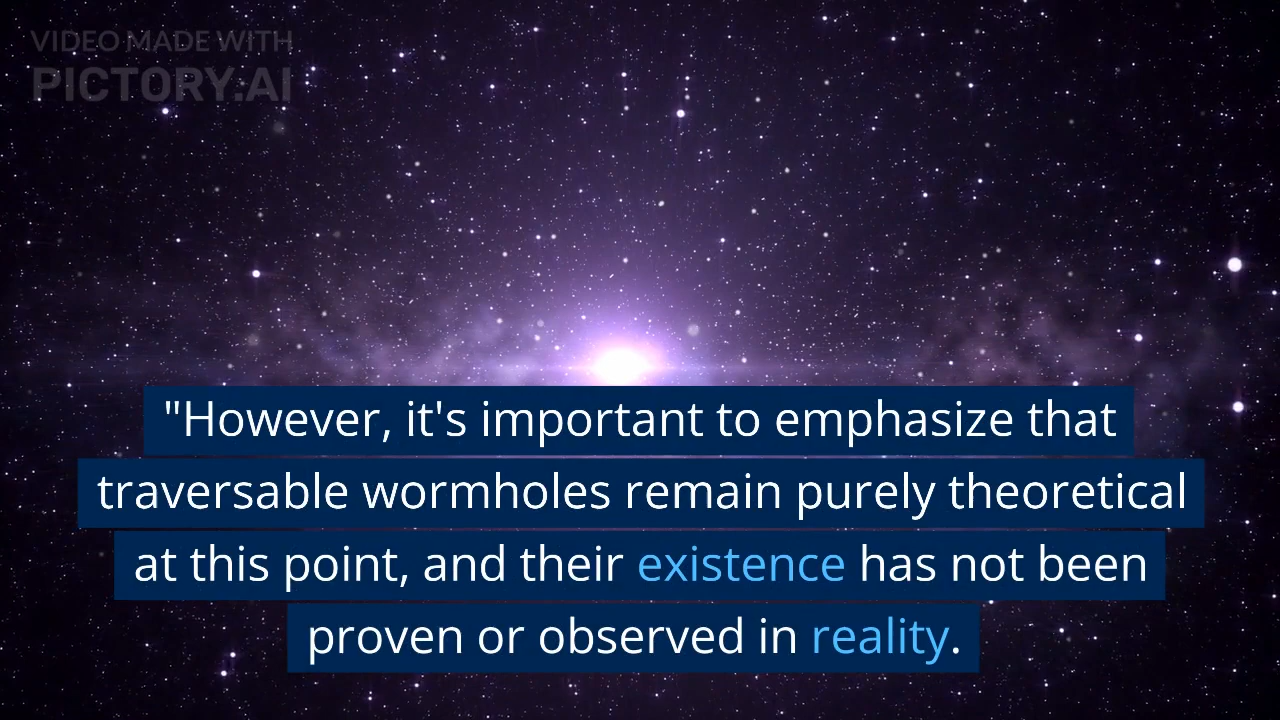 VIDEO MADE WITH
PICTORY.AI
"However, it's important to emphasize that
traversable wormholes remain purely theoretical
at this point, and their existence has not been
proven or observed in reality.